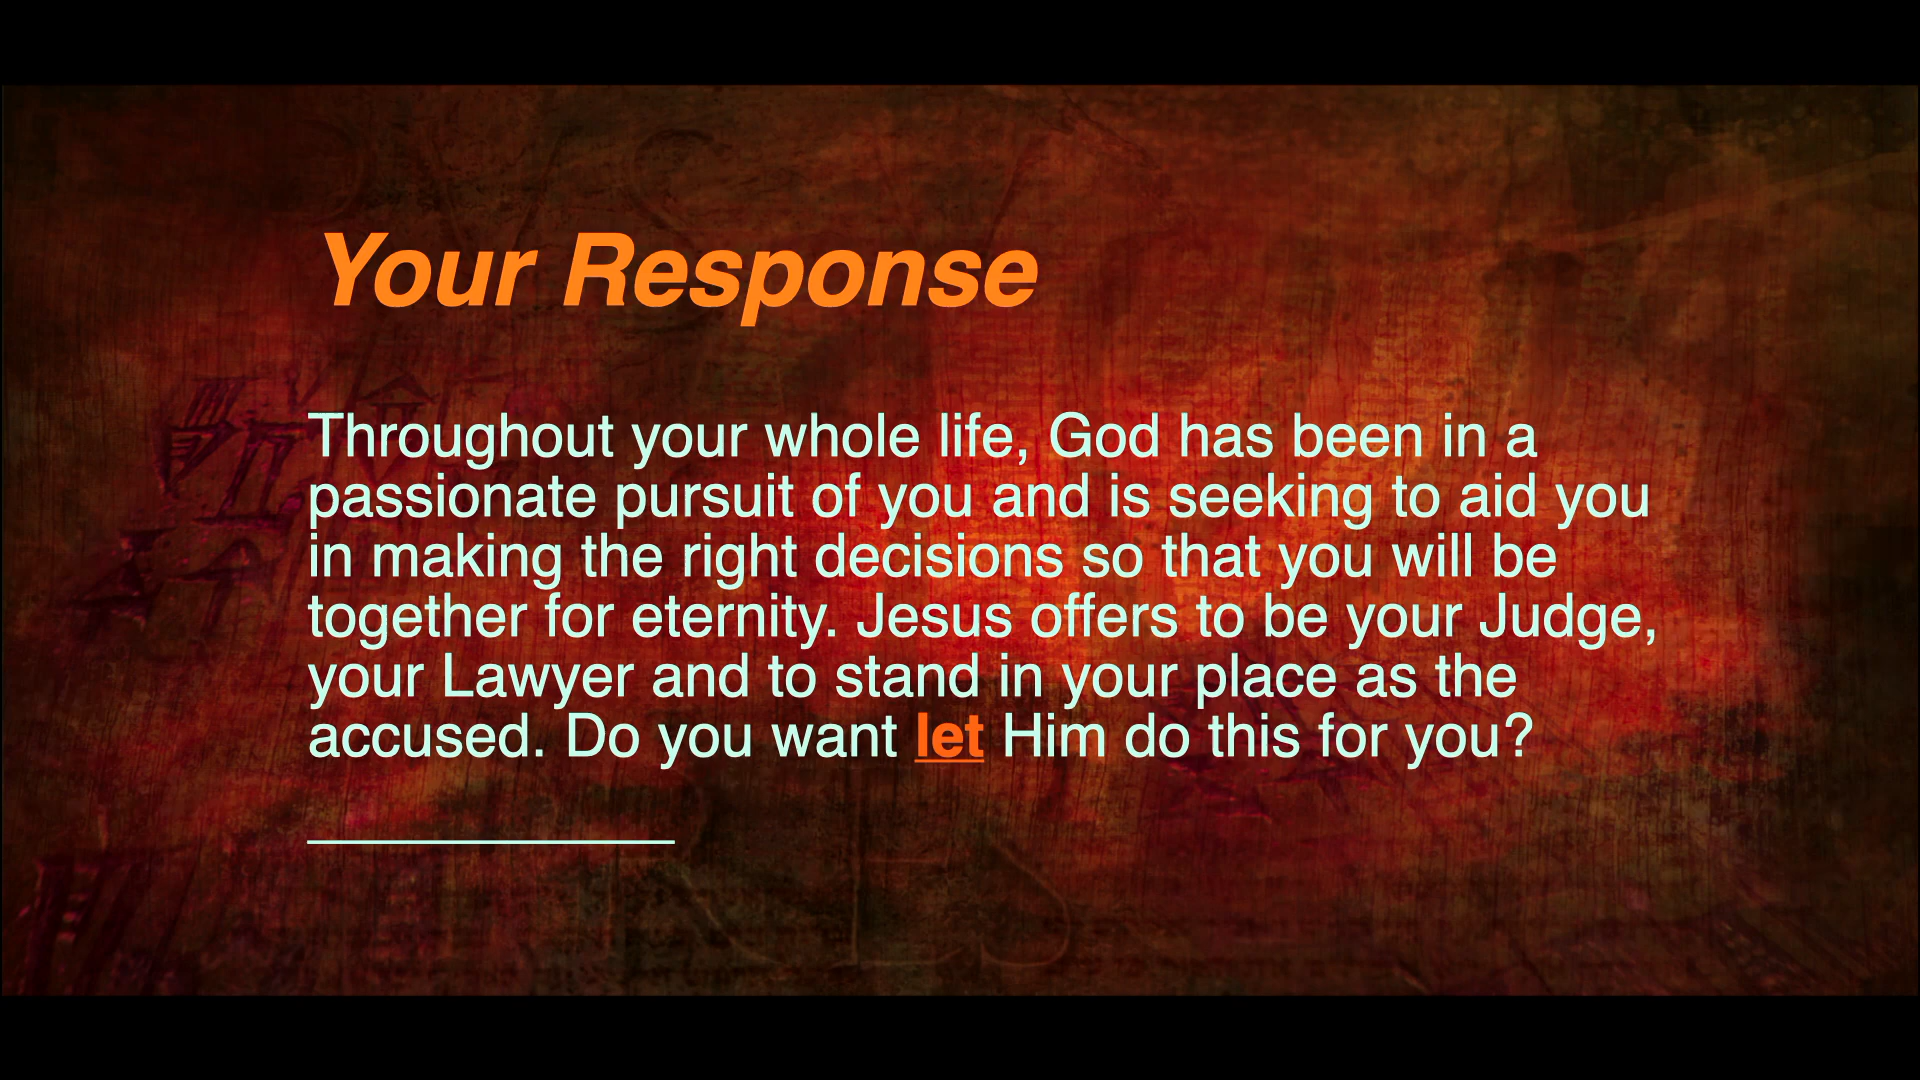 Your Response
Throughout your whole life, God has been in a
passionate pursuit of you and is seeking to aid you
in making the right decisions so that you will be
together for eternity. Jesus offers to be your Judge,
your Lawyer and to stand in your place as the
accused. Do you want let Him do this for you?
______________